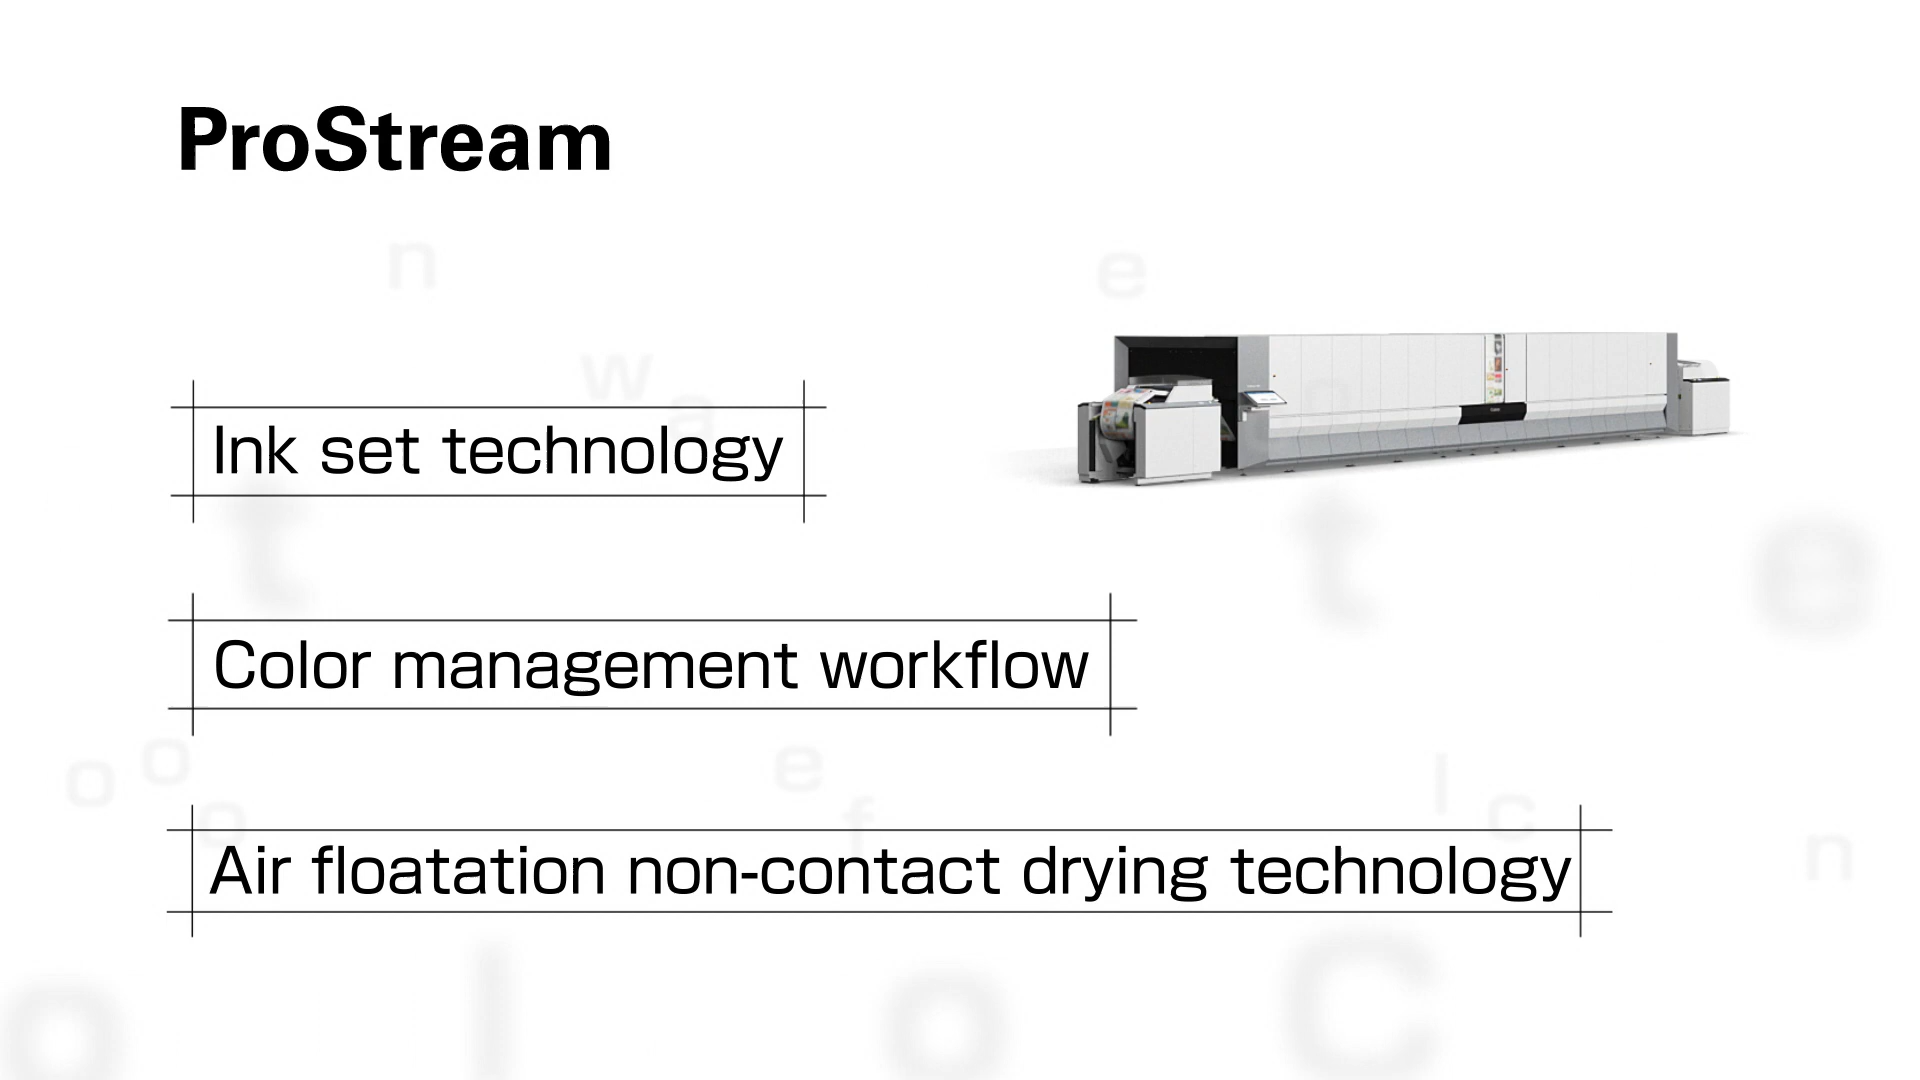 ProStream
Ink set technology
Color management workflow
Air floatation non-contact drying technology